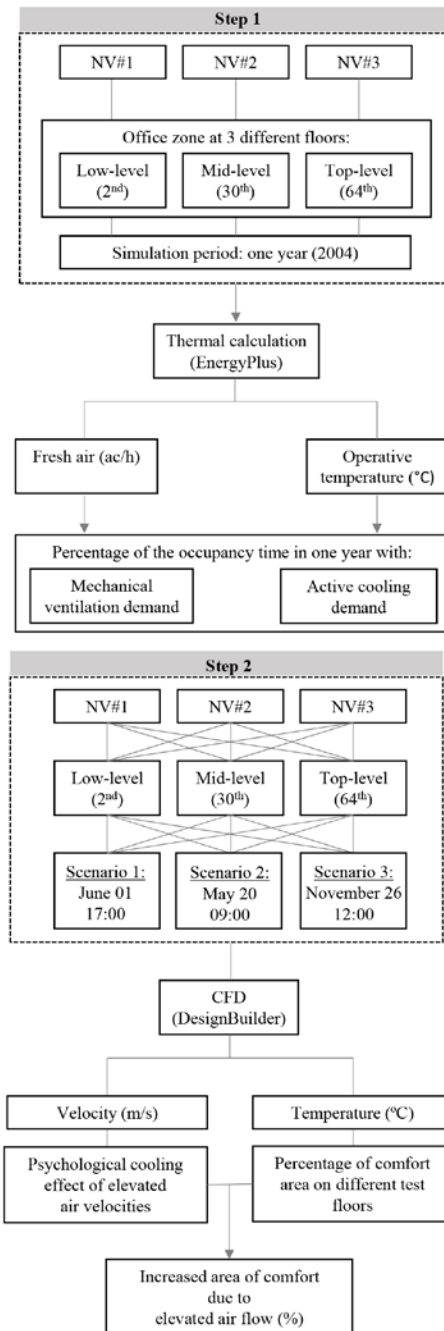 Step 1
NV#1 NV#2 NV#3
Office zone at 3 different floors:
Low-level Mid-level Top-level
(2nd) (30th) (64th)
Simulation period: one year (2004)
Thermal calculation
(EnergyPlus)
Fresh air (ac/h)
Operative
temperature (°C)
Percentage of the occupancy time in one year with:
Mechanical
ventilation demand
Active cooling
demand
Step 2
NV#1 NV#2 NV#3
Low-level Mid-level Top-level
(2nd) (30th) (64th)
Scenario 1: Scenario 2: Scenario 3:
June 01 May 20 November 26
17:00 09:00 12:00
CFD
(DesignBuilder)
Velocity (m/s) Temperature (ºC)
Psychological cooling
effect of elevated
air velocities
Percentage of comfort
area on different test
floors
Increased area of comfort
due to
elevated air flow (%)